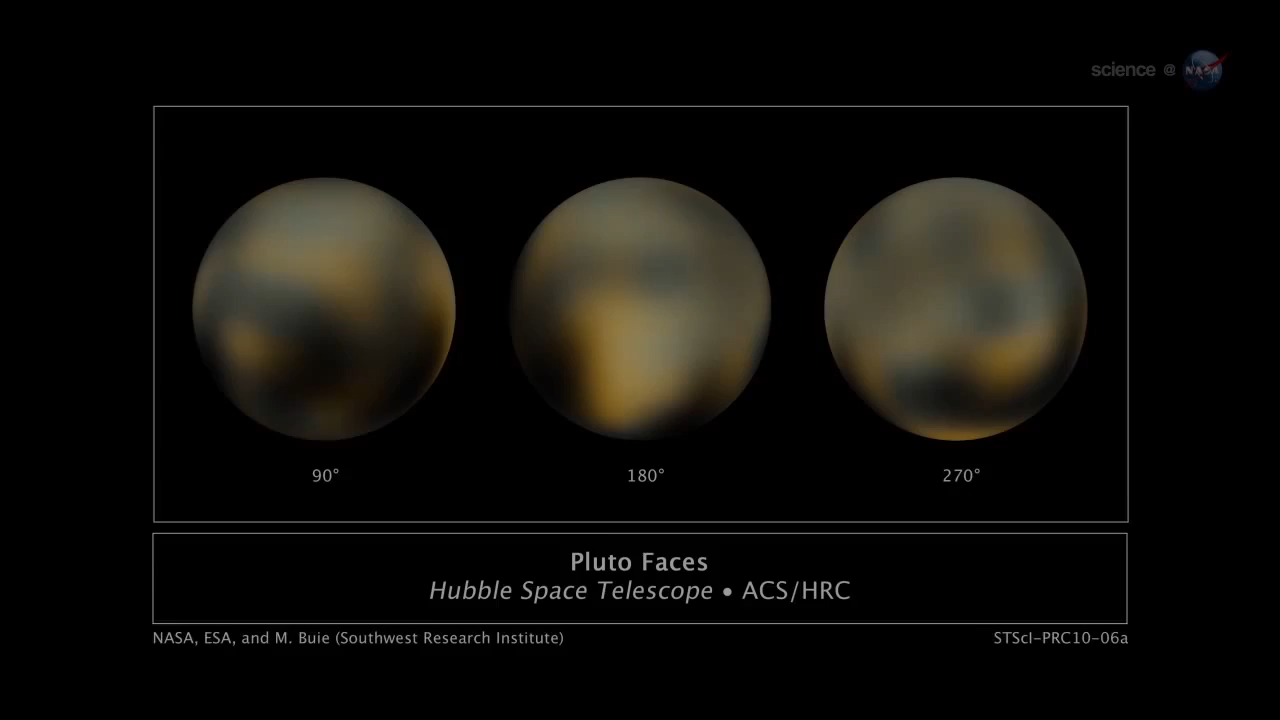 science @ NASA
90° 180° 270°
Pluto Faces
Hubble Space Telescope • ACS/HRC
NASA, ESA, and M. Buie (Southwest Research Institute) STScI-PRC10-06a